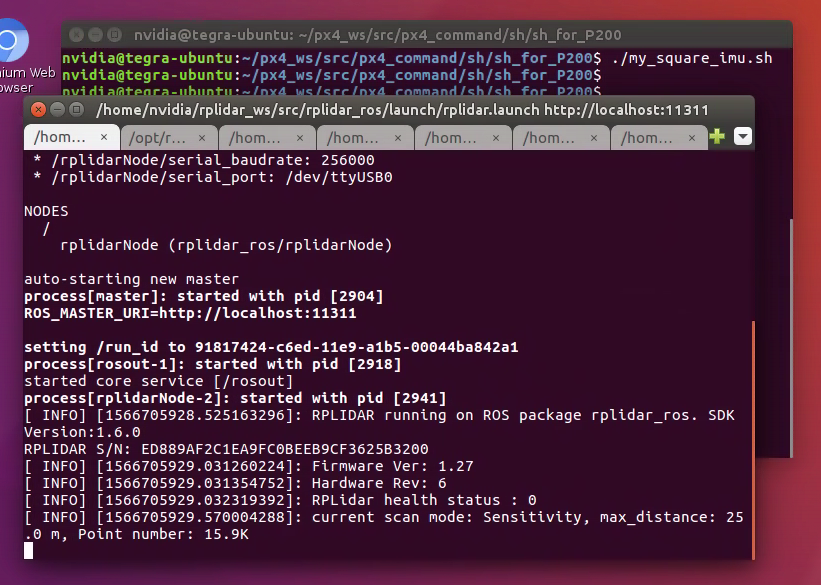 nvidia@tegra-ubuntu: ~/px4_ws/src/px4_command/sh/sh_for_P200
nvidia@tegra-ubuntu:~/px4_ws/src/px4_command/sh/sh_for_P200$ ./my_square_imu.sh
nvidia@tegra-ubuntu:~/px4_ws/src/px4_command/sh/sh_for_P200$
nvidia@tegra-ubuntu:~/px4_ws/src/px4_command/sh/sh_for_P200$
ium Web
owser
/home/nvidia/rplidar_ws/src/rplidar_ros/launch/rplidar.launch http://localhost:11311
/hom... × /opt/r... × /hom... × /hom... × /hom... × /hom... × /hom... ×
* /rplidarNode/serial_baudrate: 256000
* /rplidarNode/serial_port: /dev/ttyUSB0
NODES
/
rplidarNode (rplidar_ros/rplidarNode)
auto-starting new master
process[master]: started with pid [2904]
ROS_MASTER_URI=http://localhost:11311
setting /run_id to 91817424-c6ed-11e9-a1b5-00044ba842a1
process[rosout-1]: started with pid [2918]
started core service [/rosout]
process[rplidarNode-2]: started with pid [2941]
[ INFO] [1566705928.525163296]: RPLIDAR running on ROS package rplidar_ros. SDK
Version:1.6.0
RPLIDAR S/N: ED889AF2C1EA9FC0BEEB9CF3625B3200
[ INFO] [1566705929.031260224]: Firmware Ver: 1.27
[ INFO] [1566705929.031354752]: Hardware Rev: 6
[ INFO] [1566705929.032319392]: RPLidar health status : 0
[ INFO] [1566705929.570004288]: current scan mode: Sensitivity, max_distance: 25
.0 m, Point number: 15.9K